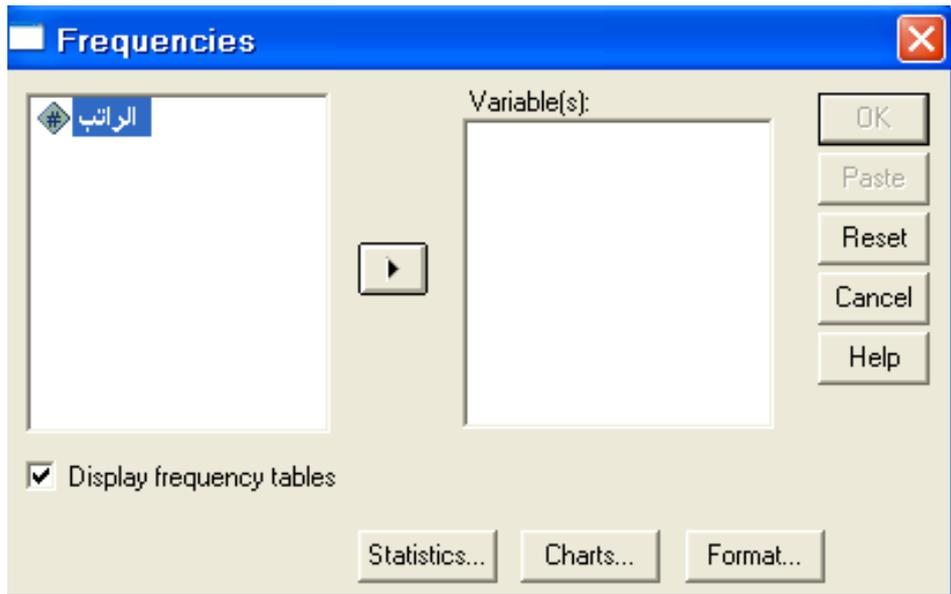 Frequencies
الراتب
Variable(s):
OK
Paste
Reset
Cancel
Help
Display frequency tables
Statistics...
Charts...
Format...